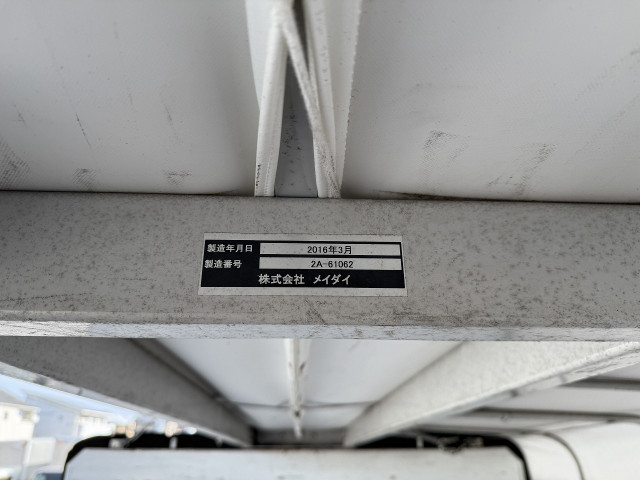 製造年月日 2016年3月
製造番号 2A-61062
株式会社 メイダイ